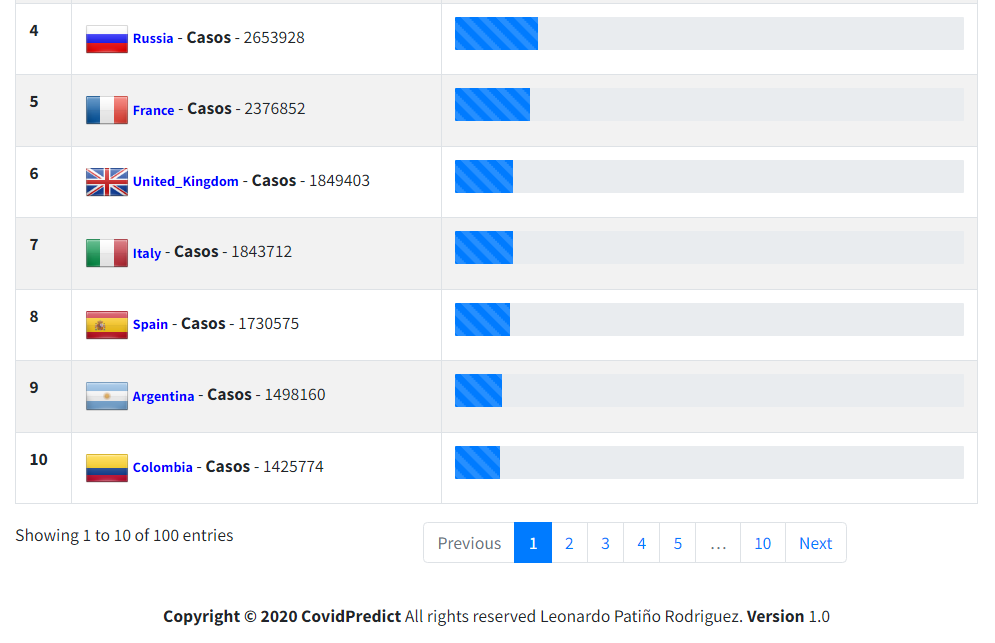 4 Russia - Casos - 2653928
5 France - Casos - 2376852
6 United_Kingdom - Casos - 1849403
7 Italy - Casos - 1843712
8 Spain - Casos - 1730575
9 Argentina - Casos - 1498160
10 Colombia - Casos - 1425774
Showing 1 to 10 of 100 entries Previous 1 2 3 4 5 … 10 Next
Copyright © 2020 CovidPredict All rights reserved Leonardo Patiño Rodriguez. Version 1.0